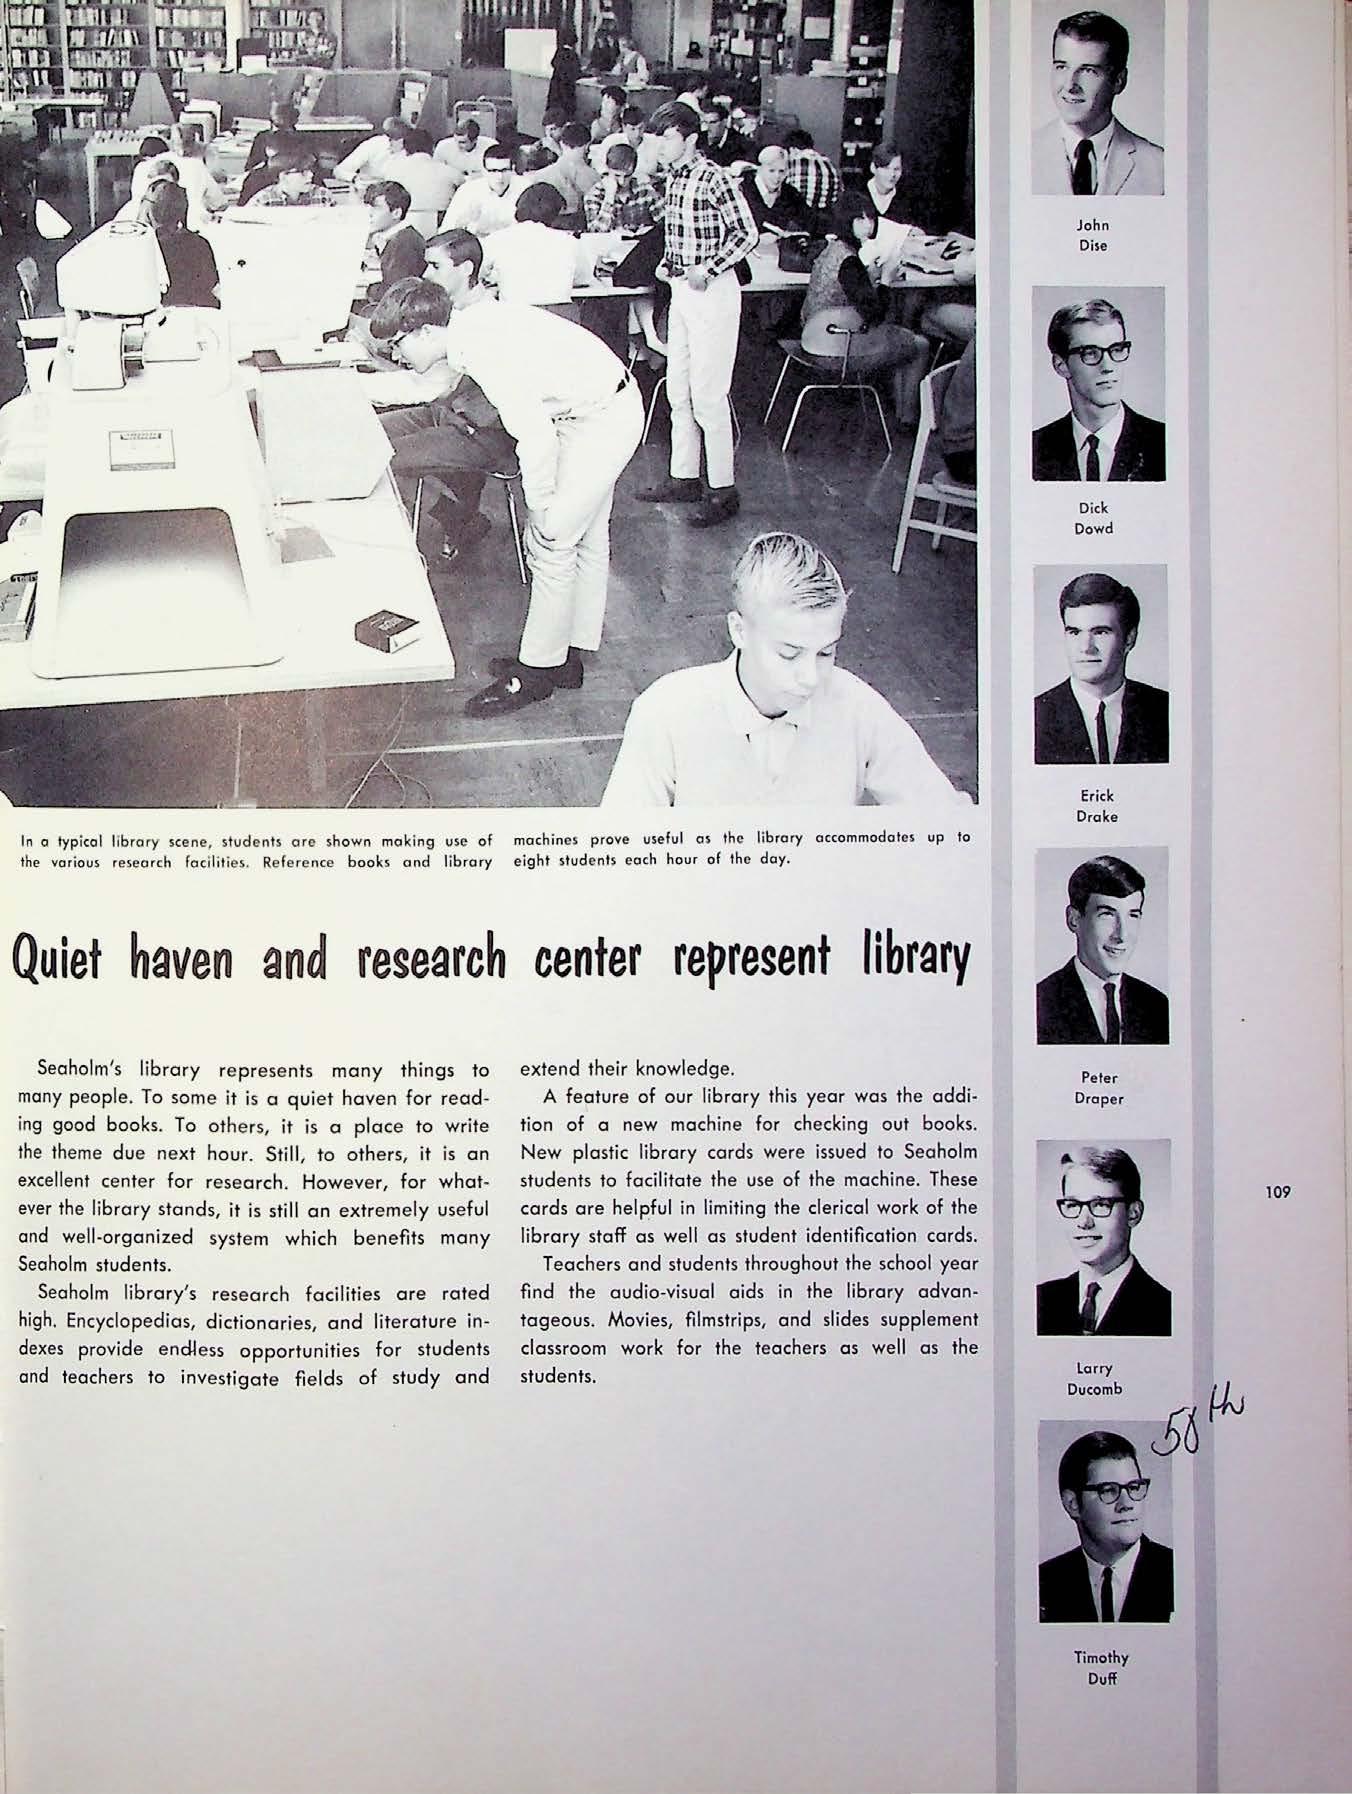 In a typical library scene, students are shown making use of
the various research facilities. Reference books and library
machines prove useful as the library accommodates up to
eight students each hour of the day.
Quiet haven and research center represent library
Seaholm's library represents many things to
many people. To some it is a quiet haven for read-
ing good books. To others, it is a place to write
the theme due next hour. Still, to others, it is an
excellent center for research. However, for what-
ever the library stands, it is still an extremely useful
and well-organized system which benefits many
Seaholm students.
Seaholm library's research facilities are rated
high. Encyclopedias, dictionaries, and literature in-
dexes provide endless opportunities for students
and teachers to investigate fields of study and
extend their knowledge.
A feature of our library this year was the addi-
tion of a new machine for checking out books.
New plastic library cards were issued to Seaholm
students to facilitate the use of the machine. These
cards are helpful in limiting the clerical work of the
library staff as well as student identification cards.
Teachers and students throughout the school year
find the audio-visual aids in the library advan-
tageous. Movies, filmstrips, and slides supplement
classroom work for the teachers as well as the
students.
John
Dise
Dick
Dowd
Erick
Drake
Peter
Draper
Larry
Ducomb
50th
Timothy
Duff
109